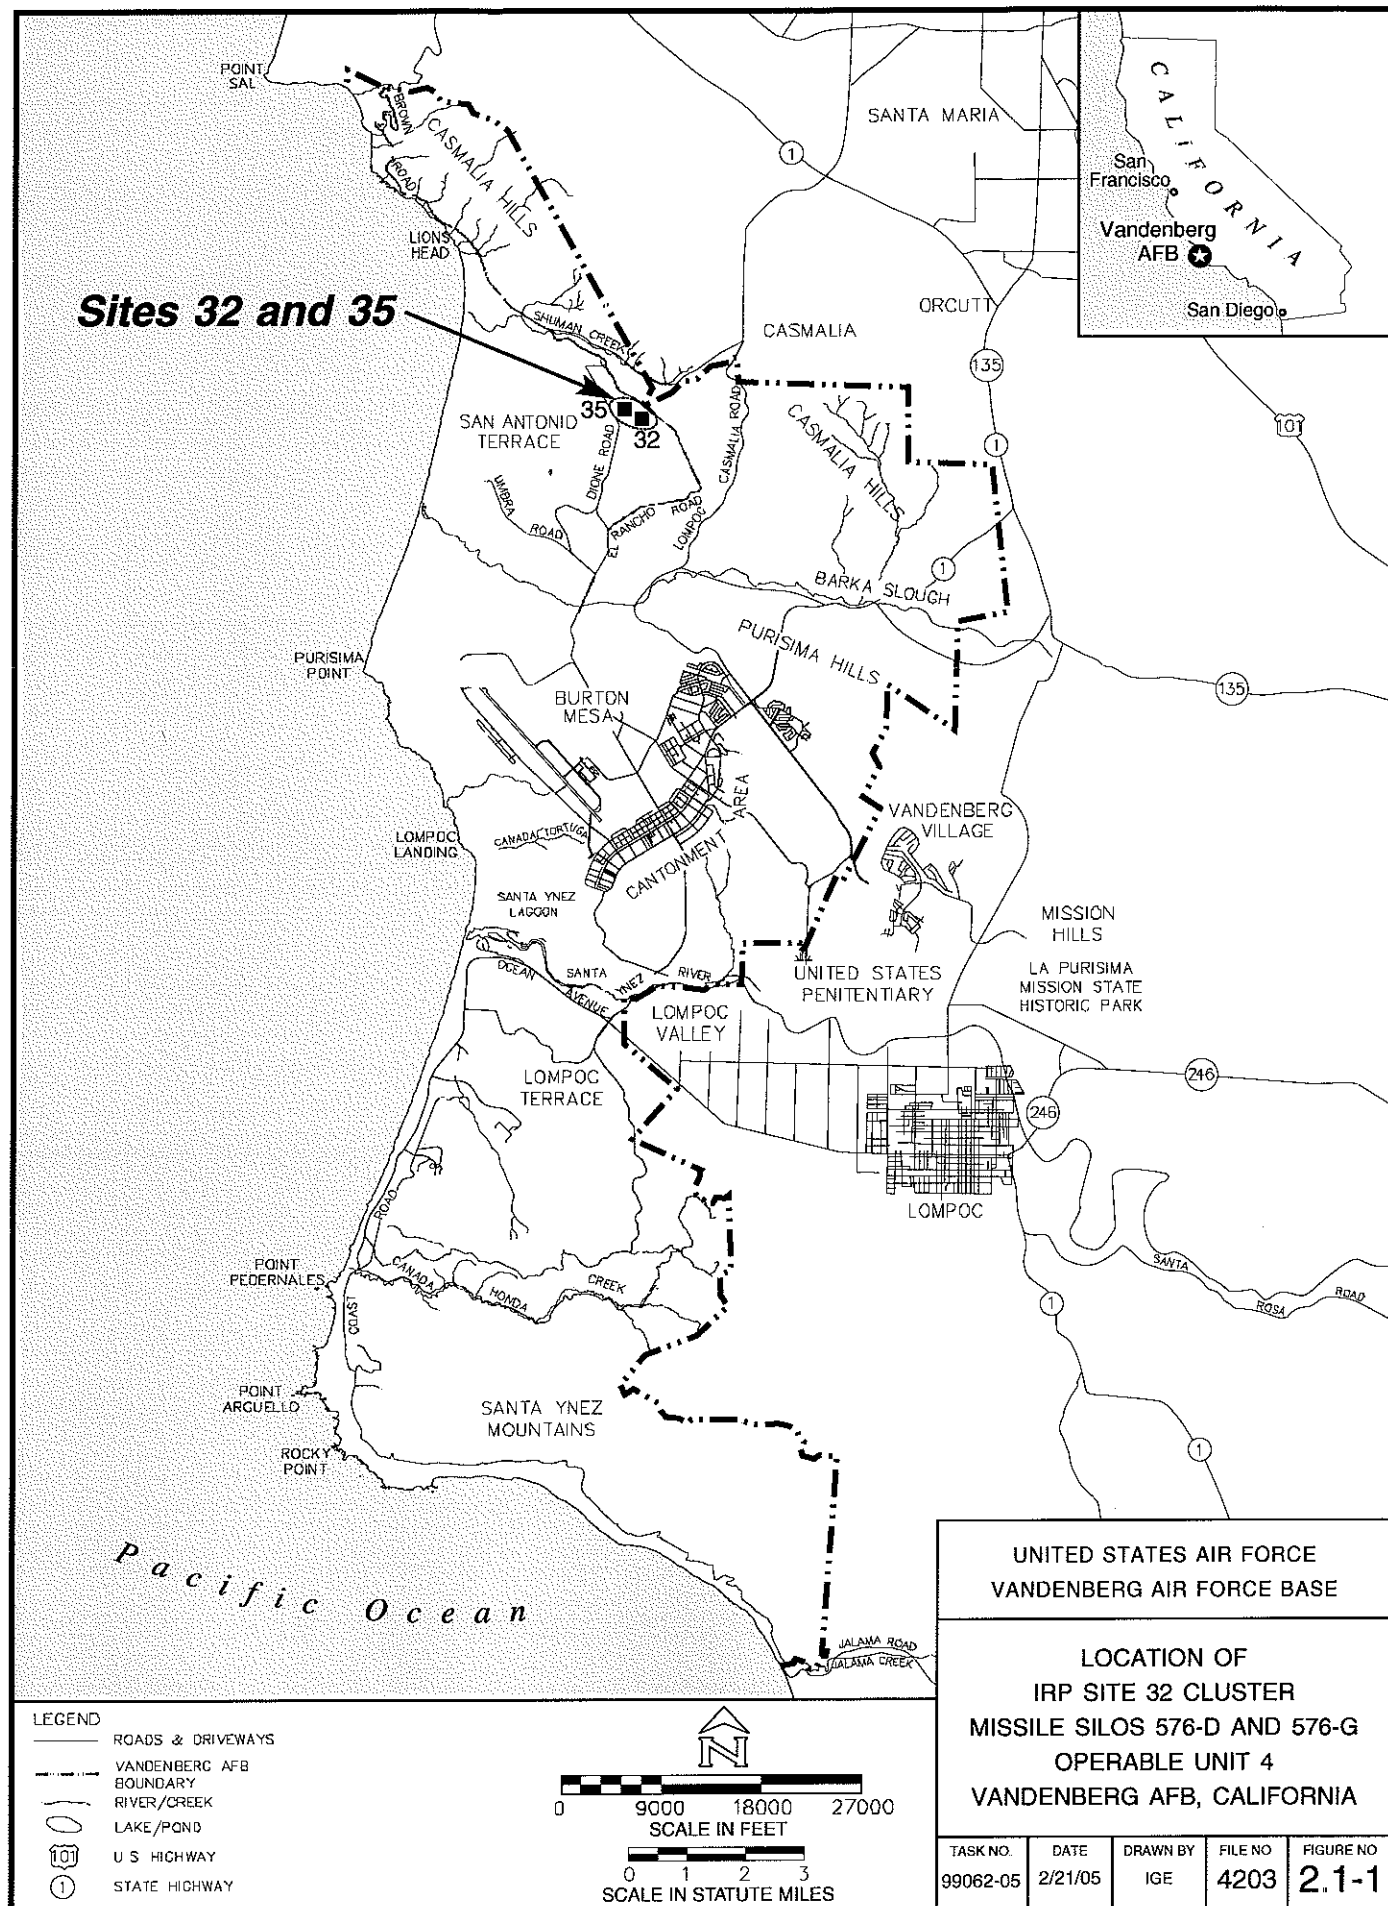 POINT
SAL
BROWN
ROAD
CASMALIA HILLS
LIONS
HEAD
SANTA MARIA
1
CALIFORNIA
San
Francisco
Vandenberg
AFB
San Diego
Sites 32 and 35
SHUMAN CREEK
CASMALIA
ORCUTT
135
101
35
32
SAN ANTONIO
TERRACE
DIONE ROAD
UMBRA
ROAD
EL RANCHO ROAD
LOMPOC
CASMALIA ROAD
CASMALIA HILLS
1
1
BARKA SLOUGH
PURISIMA HILLS
PURISIMA
POINT
135
BURTON
MESA
CANTONMENT
AREA
VANDENBERG
VILLAGE
LOMPOC
LANDING
CANADA TORTUGA
SANTA YNEZ
LAGOON
MISSION
HILLS
OCEAN
AVENUE
SANTA
YNEZ
RIVER
UNITED STATES
PENITENTIARY
LA PURISIMA
MISSION STATE
HISTORIC PARK
LOMPOC
VALLEY
LOMPOC
TERRACE
246
246
LOMPOC
ROAD
COAST
POINT
PEDERNALES
CANADA
HONDA
CREEK
SANTA
ROSA
ROAD
1
POINT
ARGUELLO
SANTA YNEZ
MOUNTAINS
ROCKY
POINT
1
Pacific Ocean
JALAMA ROAD
JALAMA CREEK
UNITED STATES AIR FORCE
VANDENBERG AIR FORCE BASE
LOCATION OF
IRP SITE 32 CLUSTER
MISSILE SILOS 576-D AND 576-G
OPERABLE UNIT 4
VANDENBERG AFB, CALIFORNIA
LEGEND
ROADS & DRIVEWAYS
VANDENBERG AFB
BOUNDARY
RIVER/CREEK
LAKE/POND
101 U S HIGHWAY
1 STATE HIGHWAY
N
0 9000 18000 27000
SCALE IN FEET
0 1 2 3
SCALE IN STATUTE MILES
TASK NO. DATE DRAWN BY FILE NO FIGURE NO
99062-05 2/21/05 IGE 4203 2.1-1